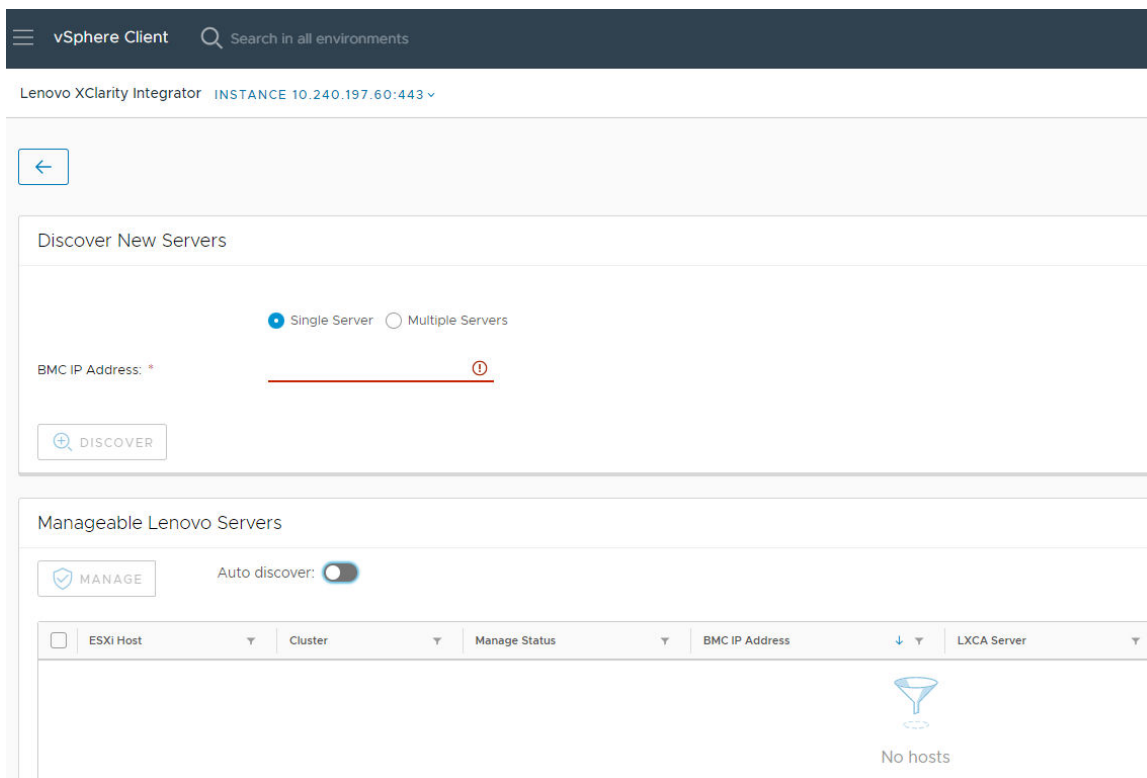 vSphere Client Search in all environments
Lenovo XClarity Integrator INSTANCE 10.240.197.60:443
Discover New Servers
Single Server Multiple Servers
BMC IP Address: *
DISCOVER
Manageable Lenovo Servers
MANAGE Auto discover:
ESXi Host Cluster Manage Status BMC IP Address LXCA Server
No hosts